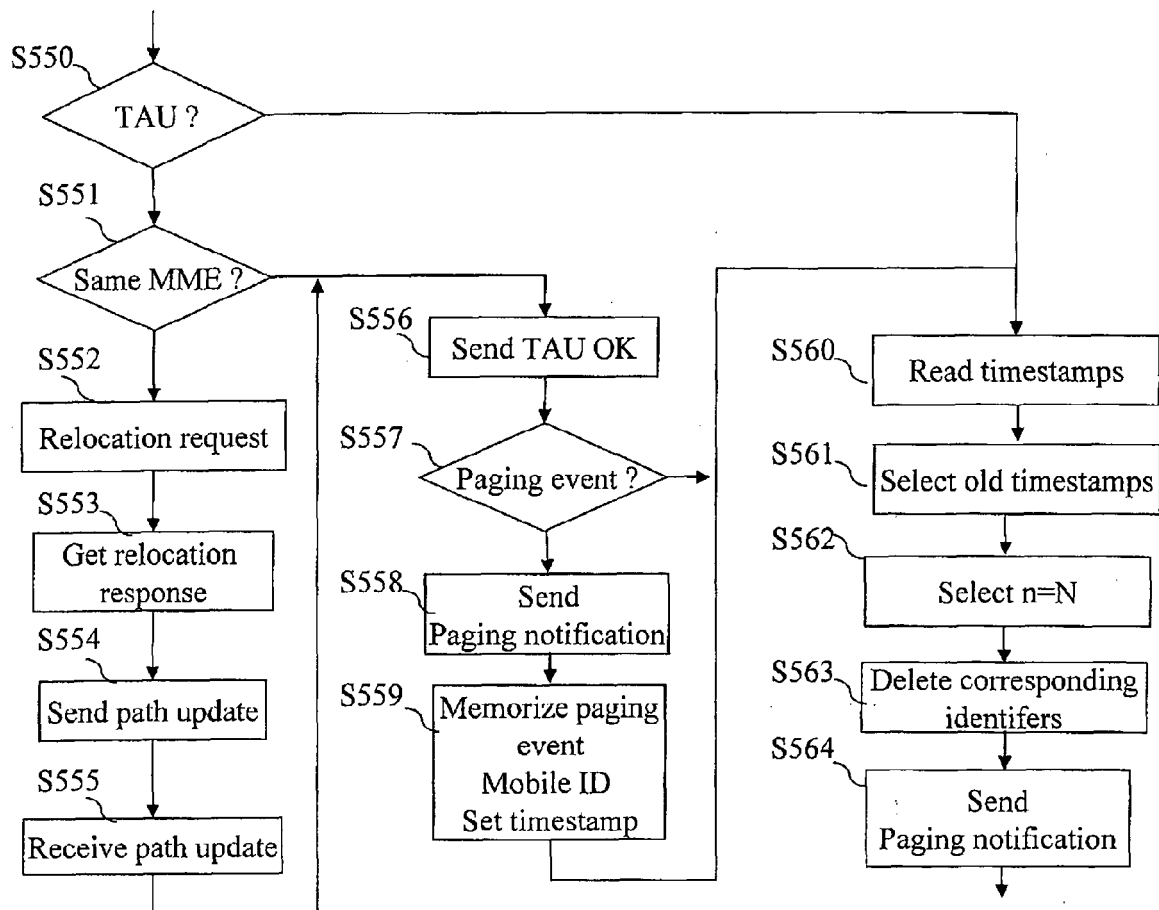 S550
TAU ?
S551
Same MME ?
S552
Relocation request
S553
Get relocation
response
S554
Send path update
S555
Receive path update
S556
Send TAU OK
S557
Paging event ?
S558
Send
Paging notification
S559
Memorize paging
event
Mobile ID
Set timestamp
S560
Read timestamps
S561
Select old timestamps
S562
Select n=N
S563
Delete corresponding
identifers
S564
Send
Paging notification